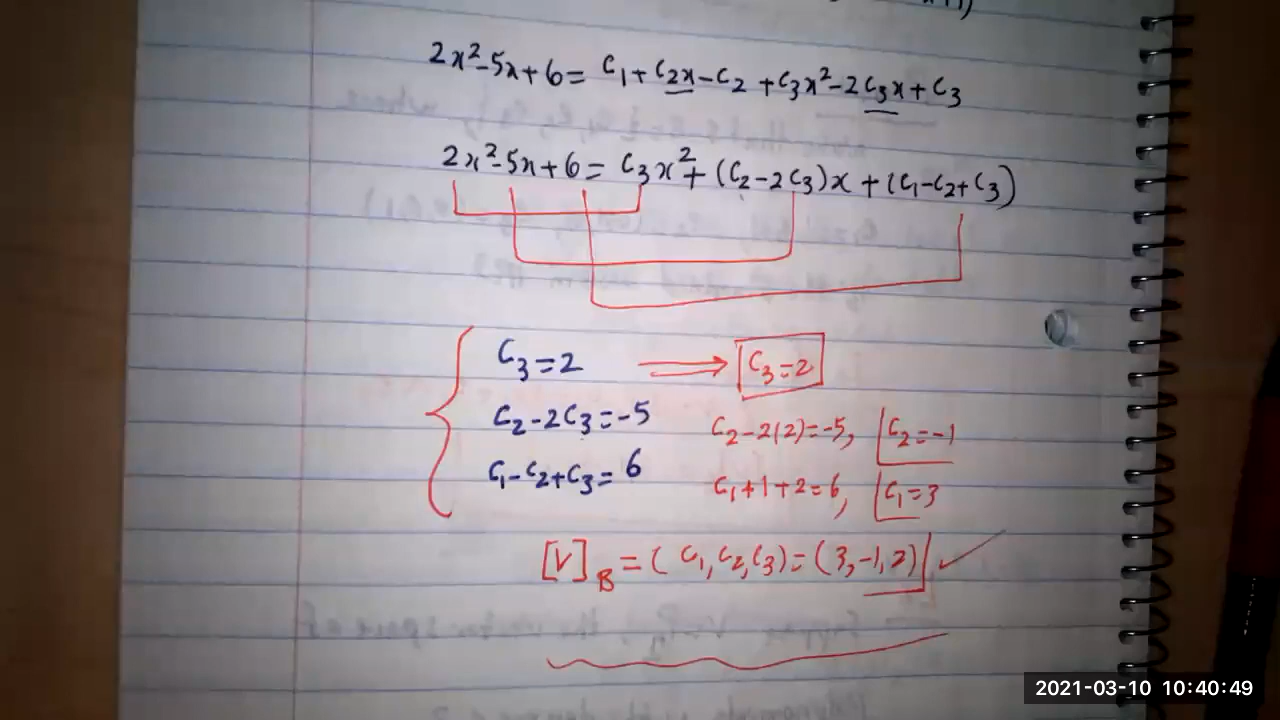 2x²-5x+6= C₁+C₂x-C₂ +C₃x²-2C₃x+C₃
2x²-5x+6= C₃x²+(C₂-2C₃)x+(C₁-C₂+C₃)
C₃=2 ⟹ C₃=2
C₂-2C₃=-5 C₂-2(2)=-5, C₂=-1
C₁-C₂+C₃=6 C₁+1+2=6, C₁=3
[V]_B = (C₁,C₂,C₃)=(3,-1,2) ✓
2021-03-10 10:40:49